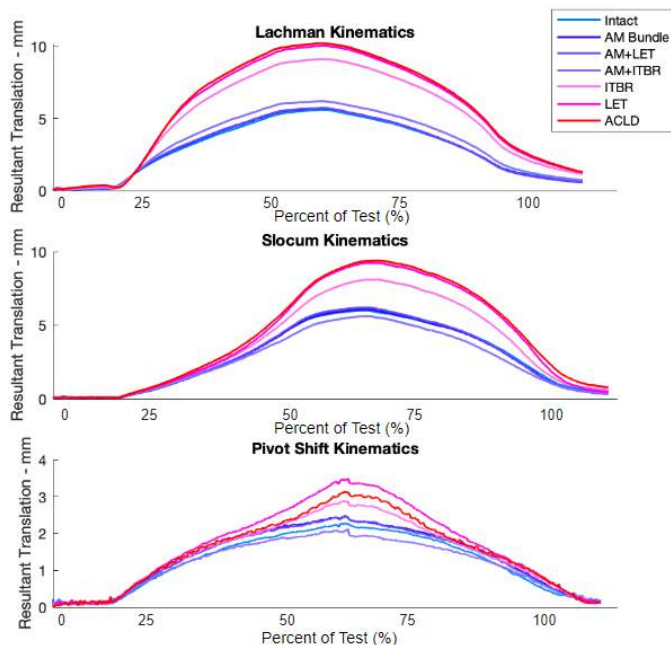 Lachman Kinematics
Resultant Translation - mm
10
5
0
0 25 50 75 100
Percent of Test (%)
Intact
AM Bundle
AM+LET
AM+ITBR
ITBR
LET
ACLD
Slocum Kinematics
Resultant Translation - mm
10
5
0
0 25 50 75 100
Percent of Test (%)
Pivot Shift Kinematics
Resultant Translation - mm
4
3
2
1
0
0 25 50 75 100
Percent of Test (%)